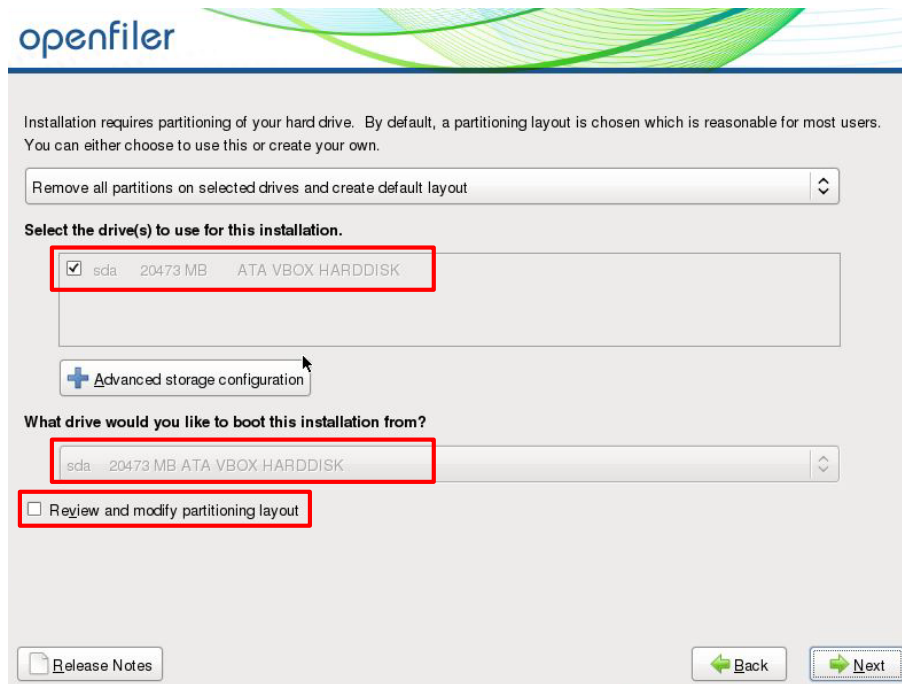 openfiler
Installation requires partitioning of your hard drive. By default, a partitioning layout is chosen which is reasonable for most users.
You can either choose to use this or create your own.
Remove all partitions on selected drives and create default layout
Select the drive(s) to use for this installation.
sda 20473 MB ATA VBOX HARDDISK
Advanced storage configuration
What drive would you like to boot this installation from?
sda 20473 MB ATA VBOX HARDDISK
Review and modify partitioning layout
Release Notes
Back
Next